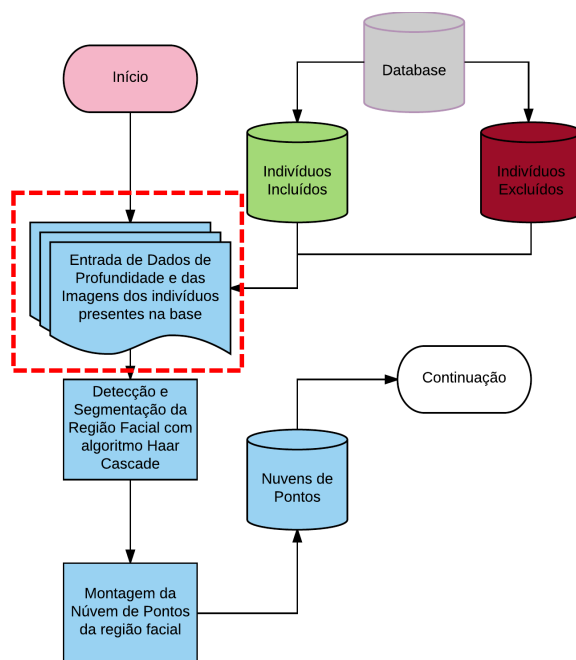 Início
Database
Indivíduos
Incluídos
Indivíduos
Excluídos
Entrada de Dados de
Profundidade e das
Imagens dos indivíduos
presentes na base
Detecção e
Segmentação da
Região Facial com
algoritmo Haar
Cascade
Continuação
Nuvens de
Pontos
Montagem da
Núvem de Pontos
da região facial